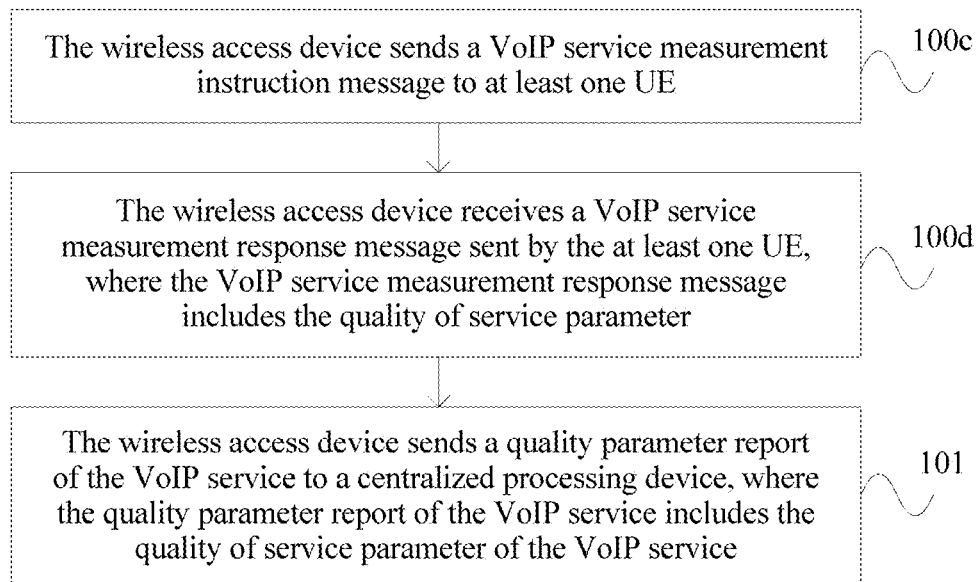 The wireless access device sends a VoIP service measurement
instruction message to at least one UE
100c
The wireless access device receives a VoIP service
measurement response message sent by the at least one UE,
where the VoIP service measurement response message
includes the quality of service parameter
100d
The wireless access device sends a quality parameter report
of the VoIP service to a centralized processing device, where
the quality parameter report of the VoIP service includes the
quality of service parameter of the VoIP service
101